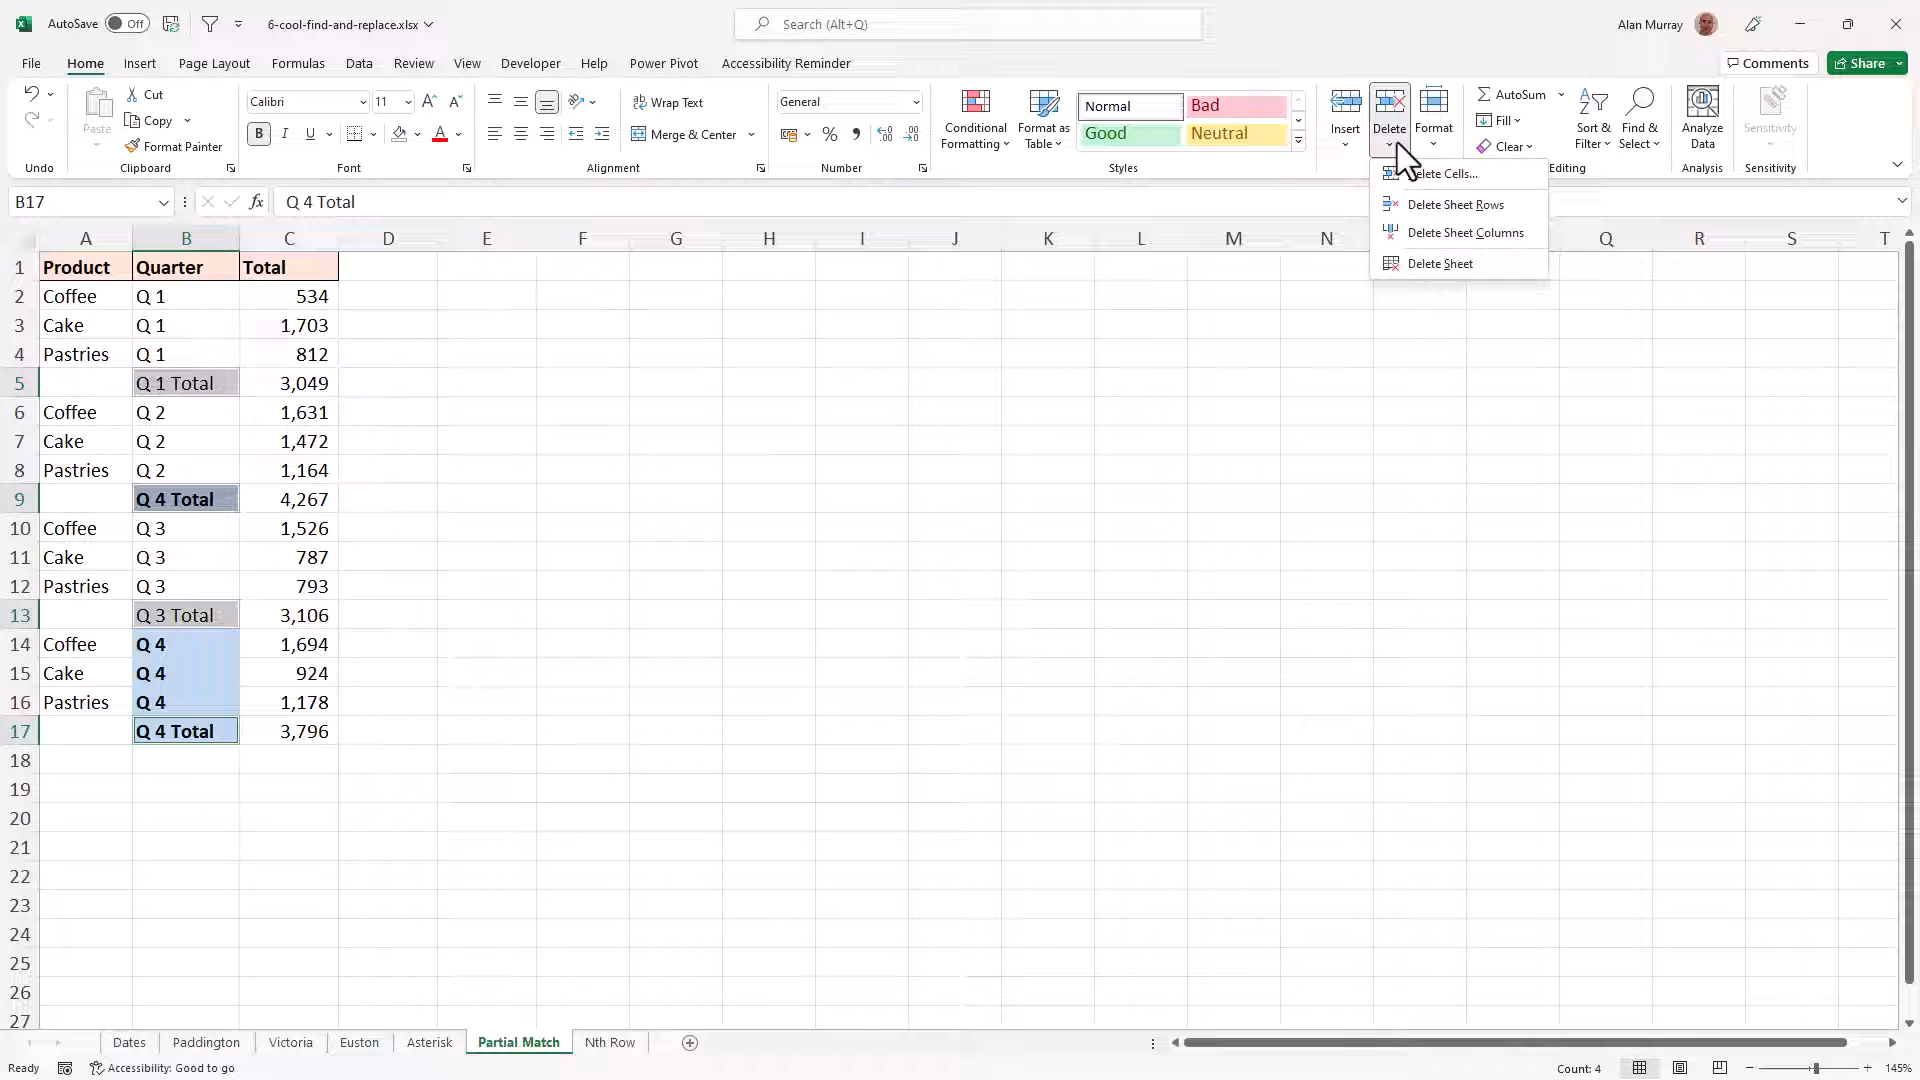 AutoSave Off 6-cool-find-and-replace.xlsx Search (Alt+Q) Alan Murray
File Home Insert Page Layout Formulas Data Review View Developer Help Power Pivot Accessibility Reminder Comments Share
Paste
Cut
Copy
Format Painter
Calibri 11
B I U A
Wrap Text
Merge & Center
General
Conditional Formatting
Format as Table
Normal Bad
Good Neutral
Insert Delete Format
AutoSum
Fill
Clear
Sort & Filter
Find & Select
Analyze Data
Sensitivity
Undo Clipboard Font Alignment Number Styles Editing Analysis Sensitivity
Delete Sheet Rows
Delete Sheet Columns
Delete Sheet
B17 fx Q 4 Total
A B C D E F G H I J K L M N Q R S T
1 Product Quarter Total
2 Coffee Q 1 534
3 Cake Q 1 1,703
4 Pastries Q 1 812
5 Q 1 Total 3,049
6 Coffee Q 2 1,631
7 Cake Q 2 1,472
8 Pastries Q 2 1,164
9 Q 4 Total 4,267
10 Coffee Q 3 1,526
11 Cake Q 3 787
12 Pastries Q 3 793
13 Q 3 Total 3,106
14 Coffee Q 4 1,694
15 Cake Q 4 924
16 Pastries Q 4 1,178
17 Q 4 Total 3,796
18
19
20
21
22
23
24
25
26
27
Dates Paddington Victoria Euston Asterisk Partial Match Nth Row
Ready Accessibility: Good to go Count: 4 145%